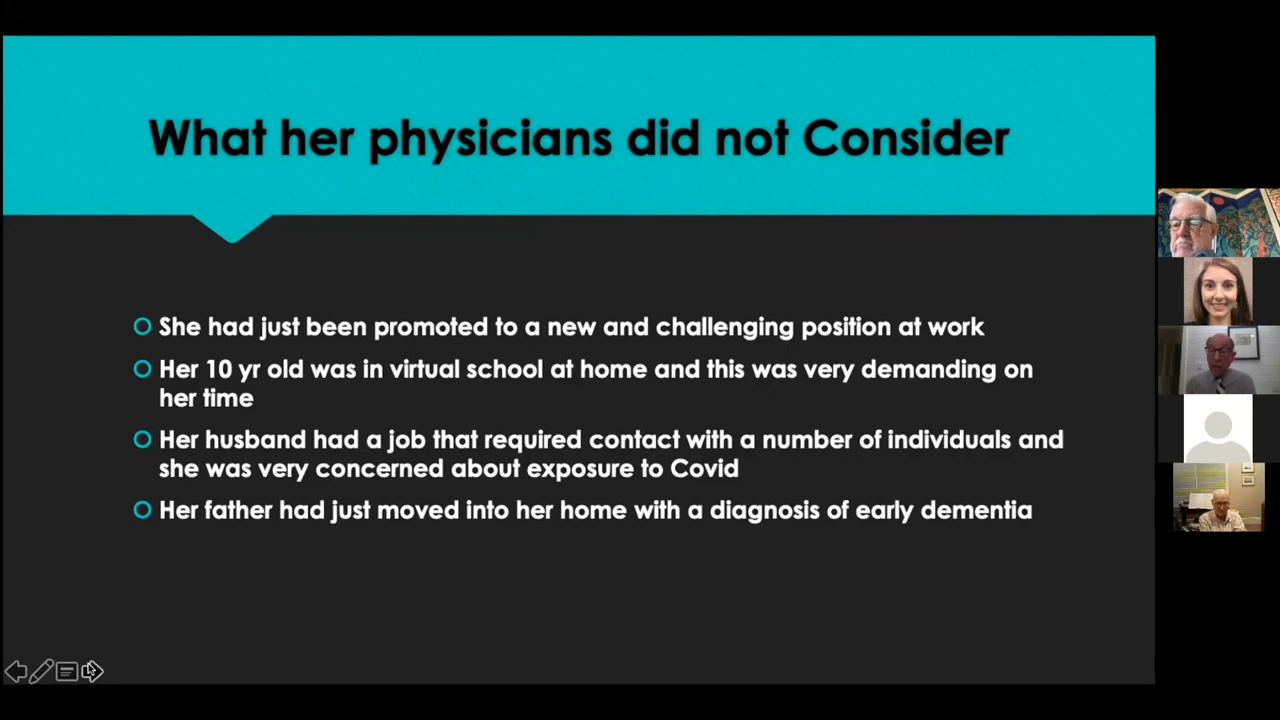 What her physicians did not Consider
She had just been promoted to a new and challenging position at work
Her 10 yr old was in virtual school at home and this was very demanding on
her time
Her husband had a job that required contact with a number of individuals and
she was very concerned about exposure to Covid
Her father had just moved into her home with a diagnosis of early dementia